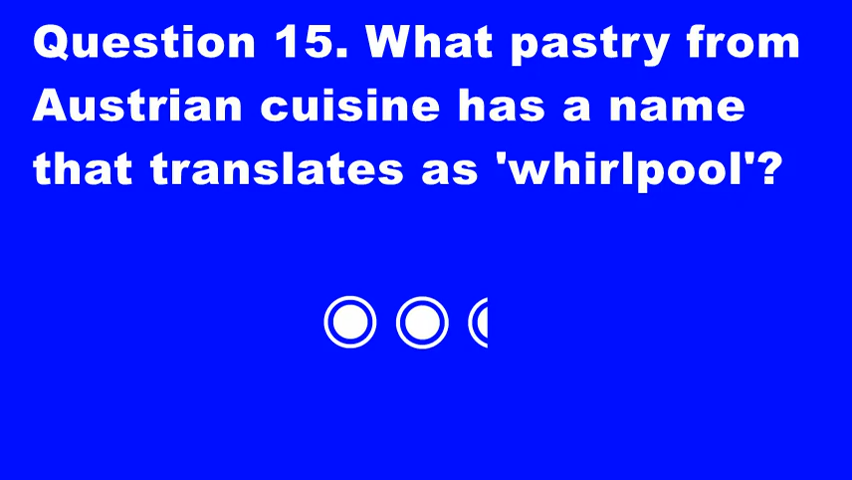 Question 15. What pastry from
Austrian cuisine has a name
that translates as 'whirlpool'?